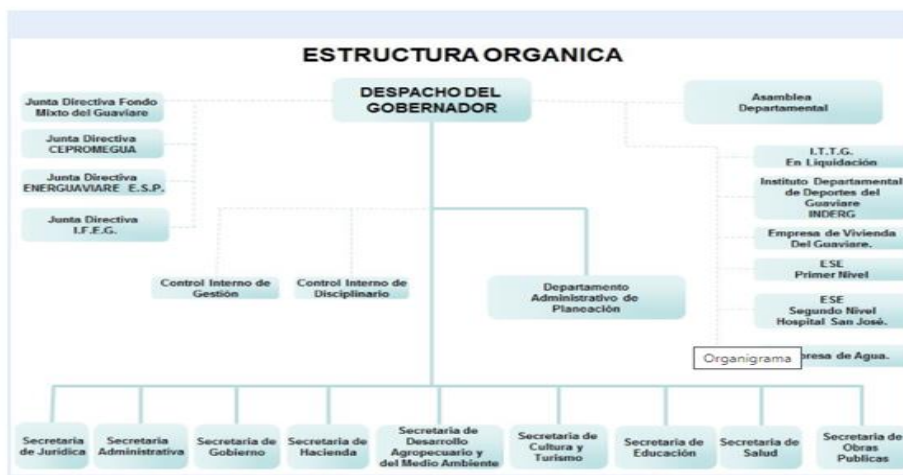 ESTRUCTURA ORGANICA
DESPACHO DEL
GOBERNADOR
Junta Directiva Fondo
Mixto del Guaviare
Junta Directiva
CEPROMEGUA
Junta Directiva
ENERGUAVIARE E.S.P.
Junta Directiva
I.F.E.G.
Asamblea
Departamental
I.T.T.G.
En Liquidación
Instituto Departamental
de Deportes del
Guaviare
INDERG
Empresa de Vivienda
Del Guaviare.
ESE
Primer Nivel
ESE
Segundo Nivel
Hospital San José.
presa de Agua.
Organigrama
Control Interno de
Gestión
Control Interno de
Disciplinario
Departamento
Administrativo de
Planeación
Secretaria
de Jurídica
Secretaria
Administrativa
Secretaria de
Gobierno
Secretaria de
Hacienda
Secretaria de
Desarrollo
Agropecuario y
del Medio Ambiente
Secretaria de
Cultura y
Turismo
Secretaria de
Educación
Secretaria de
Salud
Secretaria de
Obras
Publicas